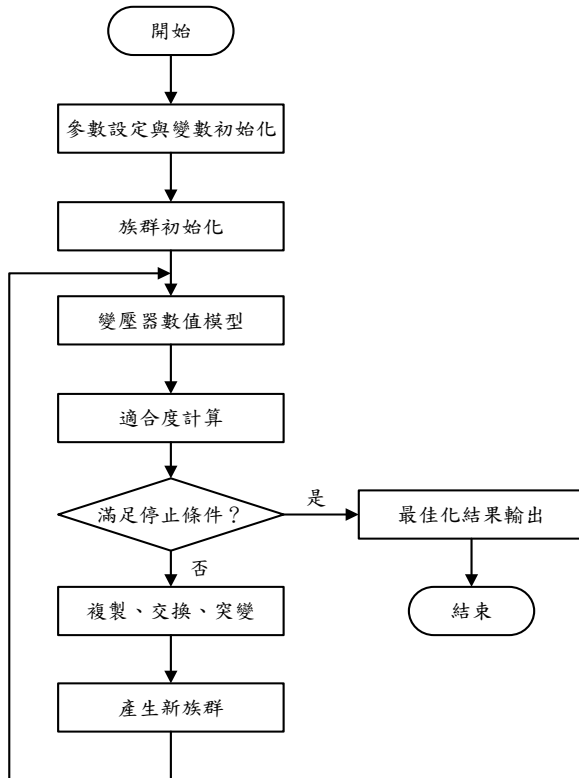 開始
參數設定與變數初始化
族群初始化
變壓器數值模型
適合度計算
滿足停止條件？
是
最佳化結果輸出
結束
否
複製、交換、突變
產生新族群